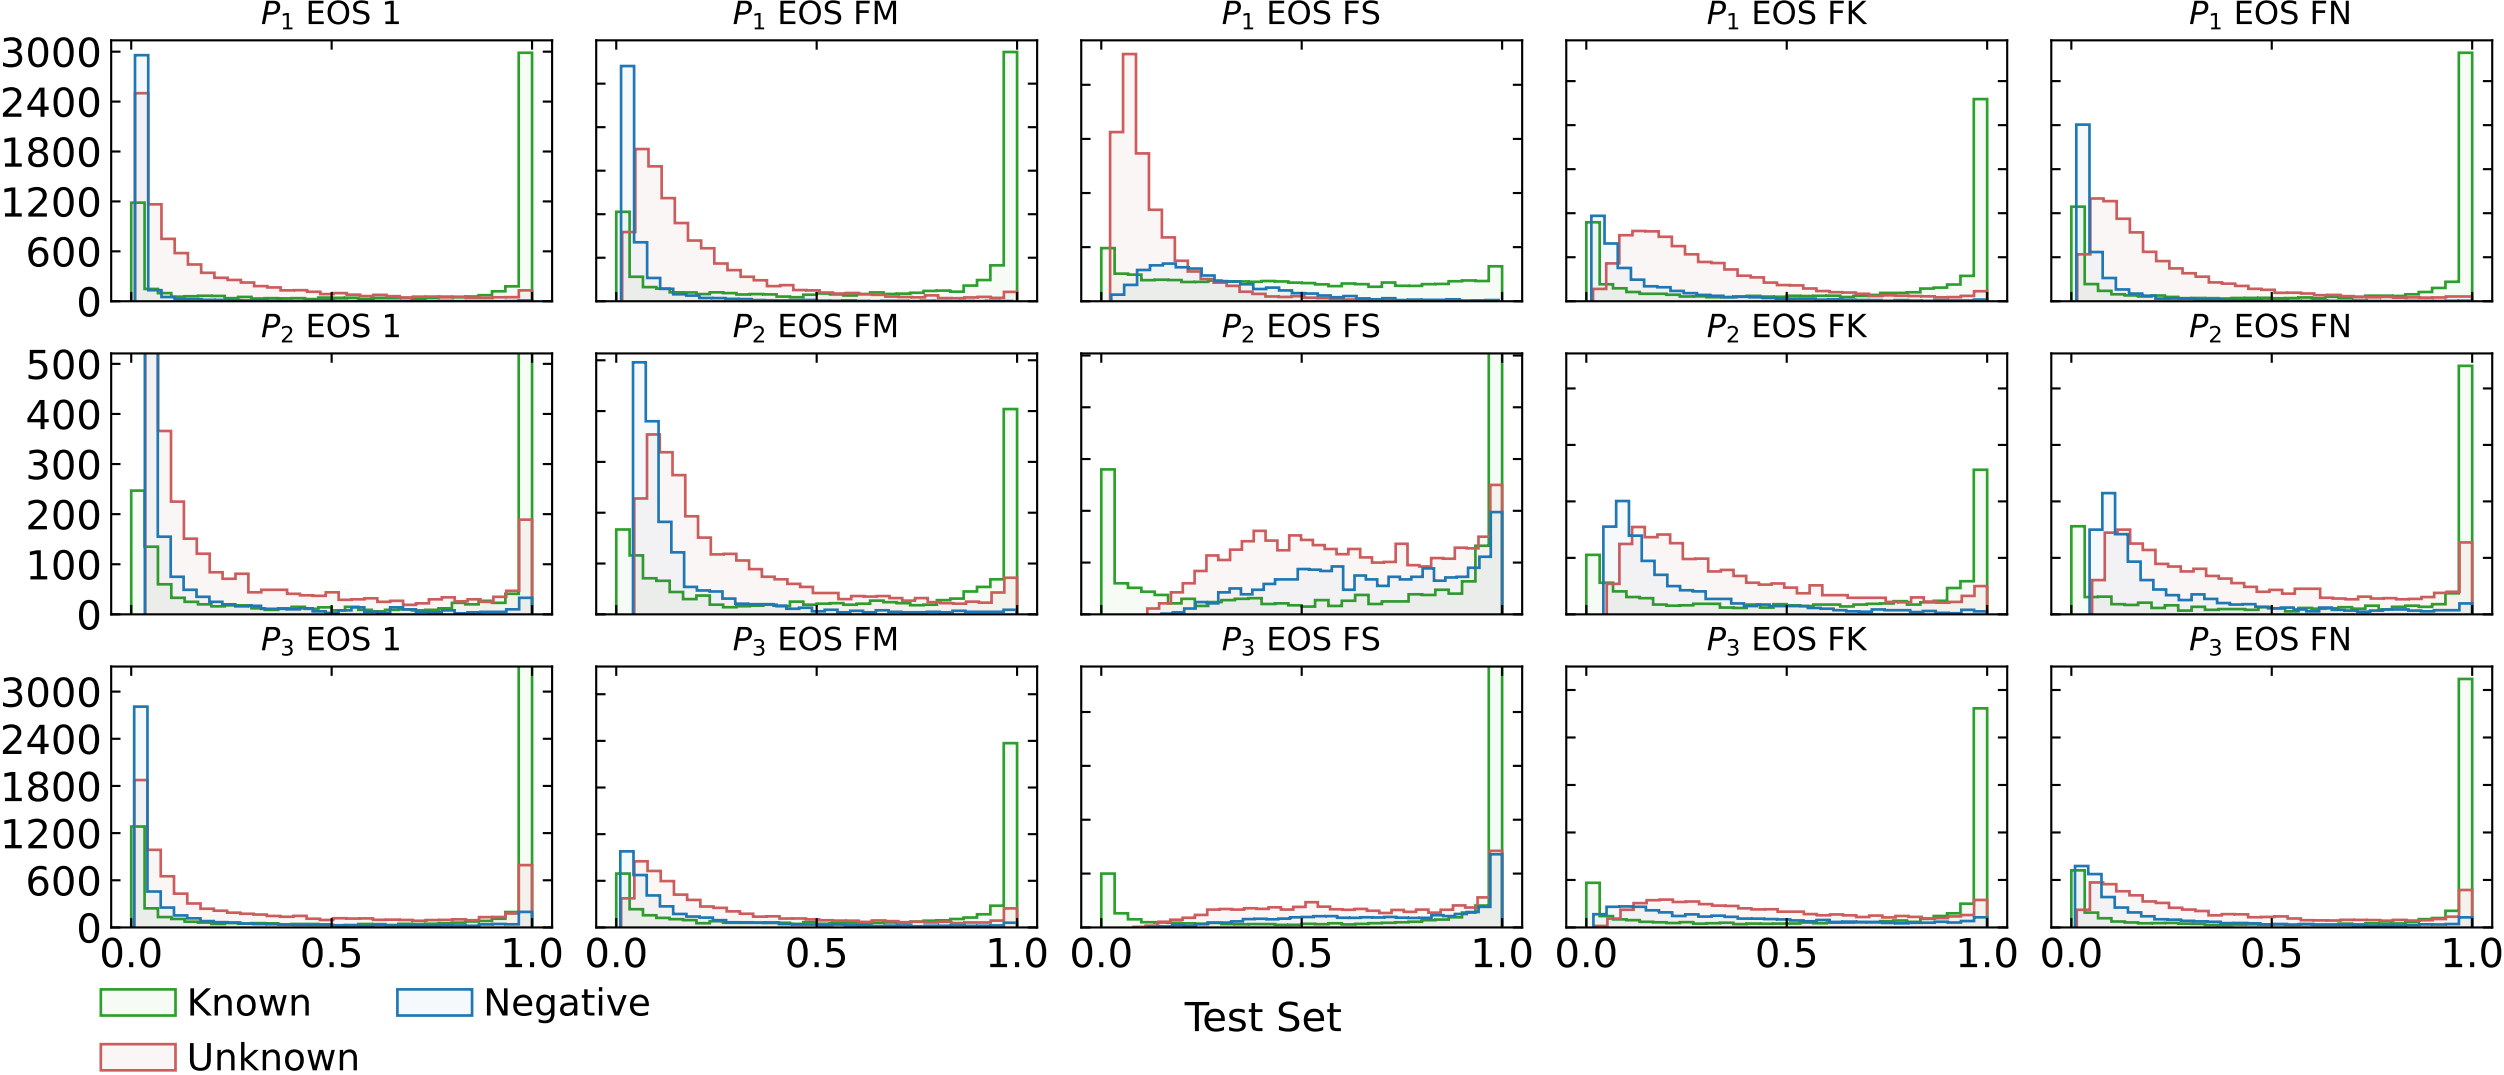 P1 EOS 1 P1 EOS FM P1 EOS FS P1 EOS FK P1 EOS FN
3000
2400
1800
1200
600
0
P2 EOS 1 P2 EOS FM P2 EOS FS P2 EOS FK P2 EOS FN
500
400
300
200
100
0
P3 EOS 1 P3 EOS FM P3 EOS FS P3 EOS FK P3 EOS FN
3000
2400
1800
1200
600
0
0.0 0.5 1.0 0.0 0.5 1.0 0.0 0.5 1.0 0.0 0.5 1.0 0.0 0.5 1.0
Known Negative
Unknown
Test Set